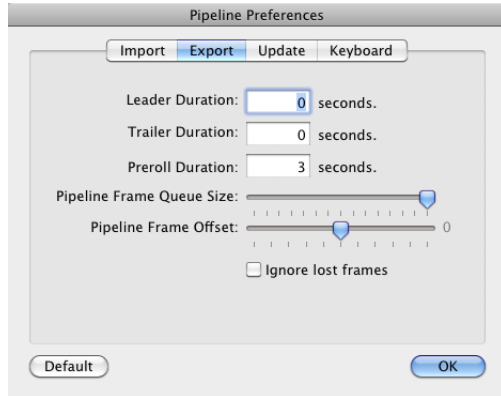 Pipeline Preferences
Import Export Update Keyboard
Leader Duration: 0 seconds.
Trailer Duration: 0 seconds.
Preroll Duration: 3 seconds.
Pipeline Frame Queue Size:
Pipeline Frame Offset: 0
Ignore lost frames
Default OK